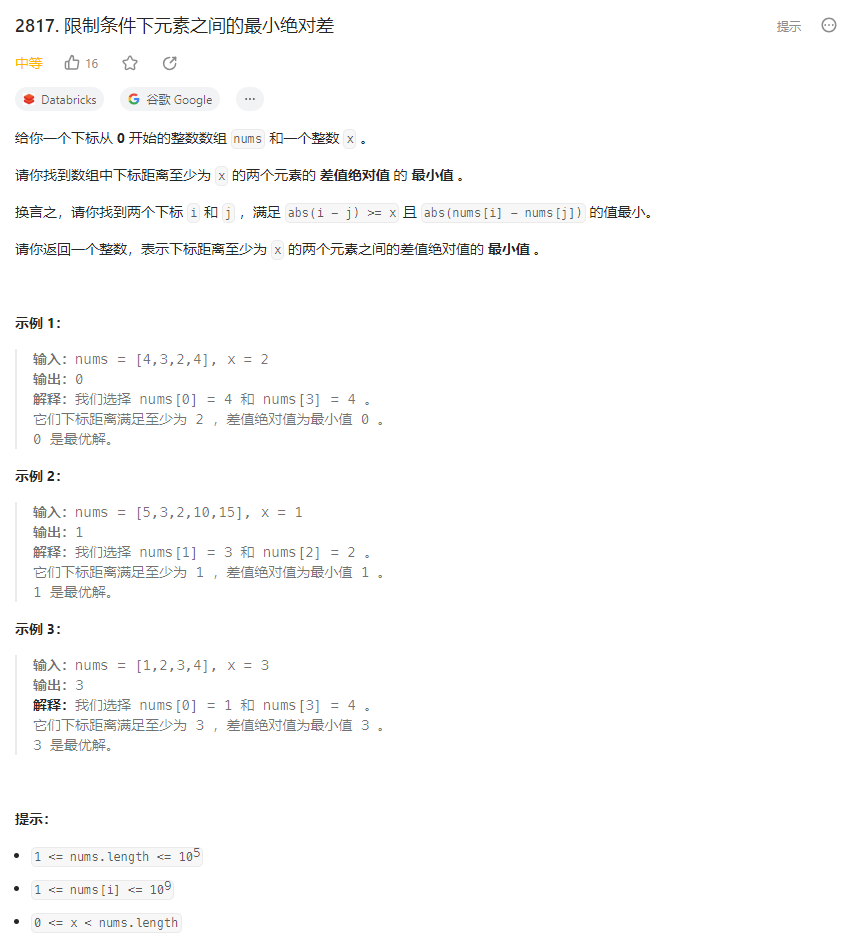 2817. 限制条件下元素之间的最小绝对差
提示
中等 16
Databricks 谷歌 Google ...
给你一个下标从 0 开始的整数数组 nums 和一个整数 x 。
请你找到数组中下标距离至少为 x 的两个元素的 差值绝对值 的 最小值 。
换言之，请你找到两个下标 i 和 j ，满足 abs(i - j) >= x 且 abs(nums[i] - nums[j]) 的值最小。
请你返回一个整数，表示下标距离至少为 x 的两个元素之间的差值绝对值的 最小值 。
示例 1：
输入：nums = [4,3,2,4], x = 2
输出：0
解释：我们选择 nums[0] = 4 和 nums[3] = 4 。
它们下标距离满足至少为 2 ，差值绝对值为最小值 0 。
0 是最优解。
示例 2：
输入：nums = [5,3,2,10,15], x = 1
输出：1
解释：我们选择 nums[1] = 3 和 nums[2] = 2 。
它们下标距离满足至少为 1 ，差值绝对值为最小值 1 。
1 是最优解。
示例 3：
输入：nums = [1,2,3,4], x = 3
输出：3
解释：我们选择 nums[0] = 1 和 nums[3] = 4 。
它们下标距离满足至少为 3 ，差值绝对值为最小值 3 。
3 是最优解。
提示：
• 1 <= nums.length <= 10⁵
• 1 <= nums[i] <= 10⁹
• 0 <= x < nums.length